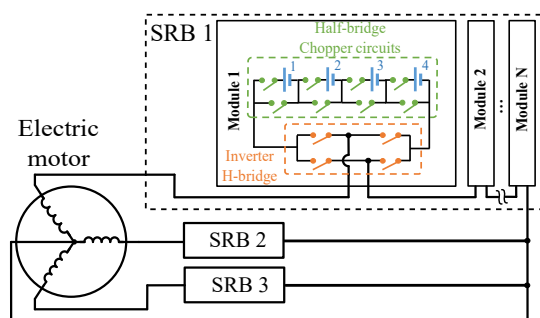 SRB 1
Half-bridge
Chopper circuits
1 2 3 4
Module 1
Inverter
H-bridge
Module 2
...
Module N
Electric
motor
SRB 2
SRB 3